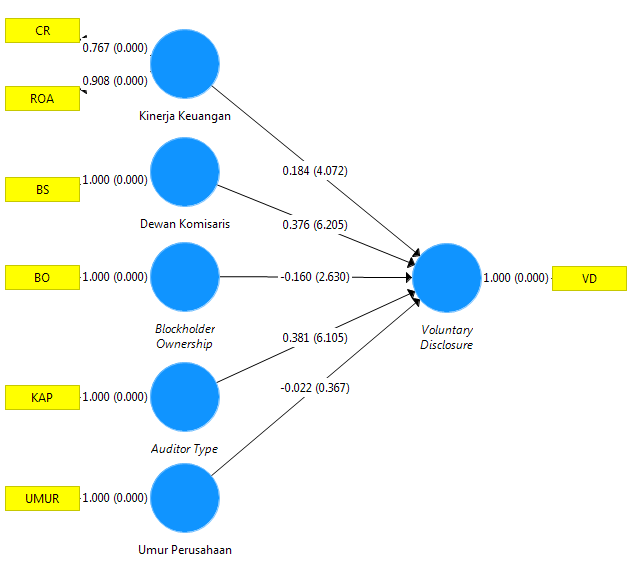 CR
0.767 (0.000)
0.908 (0.000)
ROA
Kinerja Keuangan
0.184 (4.072)
BS
1.000 (0.000)
Dewan Komisaris
0.376 (6.205)
BO
1.000 (0.000)
-0.160 (2.630)
1.000 (0.000)
VD
Blockholder
Ownership
Voluntary
Disclosure
0.381 (6.105)
KAP
1.000 (0.000)
-0.022 (0.367)
Auditor Type
UMUR
1.000 (0.000)
Umur Perusahaan